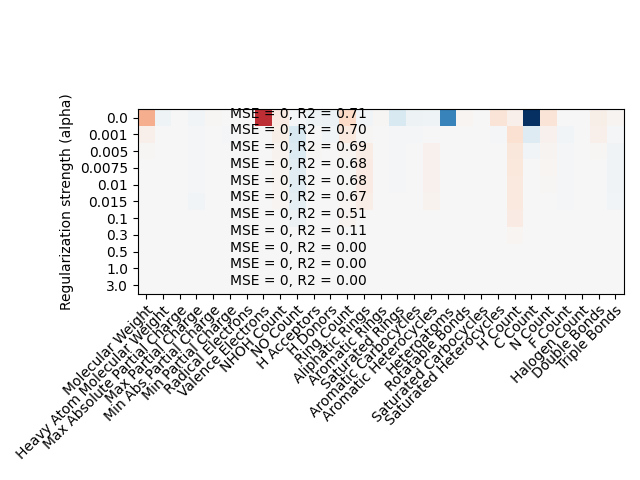 Regularization strength (alpha)
0.0
MSE = 0, R2 = 0.71
0.001
MSE = 0, R2 = 0.70
0.005
MSE = 0, R2 = 0.69
0.0075
MSE = 0, R2 = 0.68
0.01
MSE = 0, R2 = 0.68
0.015
MSE = 0, R2 = 0.67
0.1
MSE = 0, R2 = 0.51
0.3
MSE = 0, R2 = 0.11
0.5
MSE = 0, R2 = 0.00
1.0
MSE = 0, R2 = 0.00
3.0
MSE = 0, R2 = 0.00
Molecular Weight
Heavy Atom Molecular Weight
Max Absolute Partial Charge
Max Partial Charge
Min Abs Partial Charge
Min Partial Charge
Radical Electrons
Valence Electrons
NHOH Count
NO Count
H Acceptors
H Donors
Ring Count
Aliphatic Rings
Aromatic Rings
Saturated Rings
Aromatic Carbocycles
Aromatic Heterocycles
Heteroatoms
Rotatable Bonds
Saturated Carbocycles
Saturated Heterocycles
H Count
C Count
N Count
F Count
Halogen Count
Double Bonds
Triple Bonds